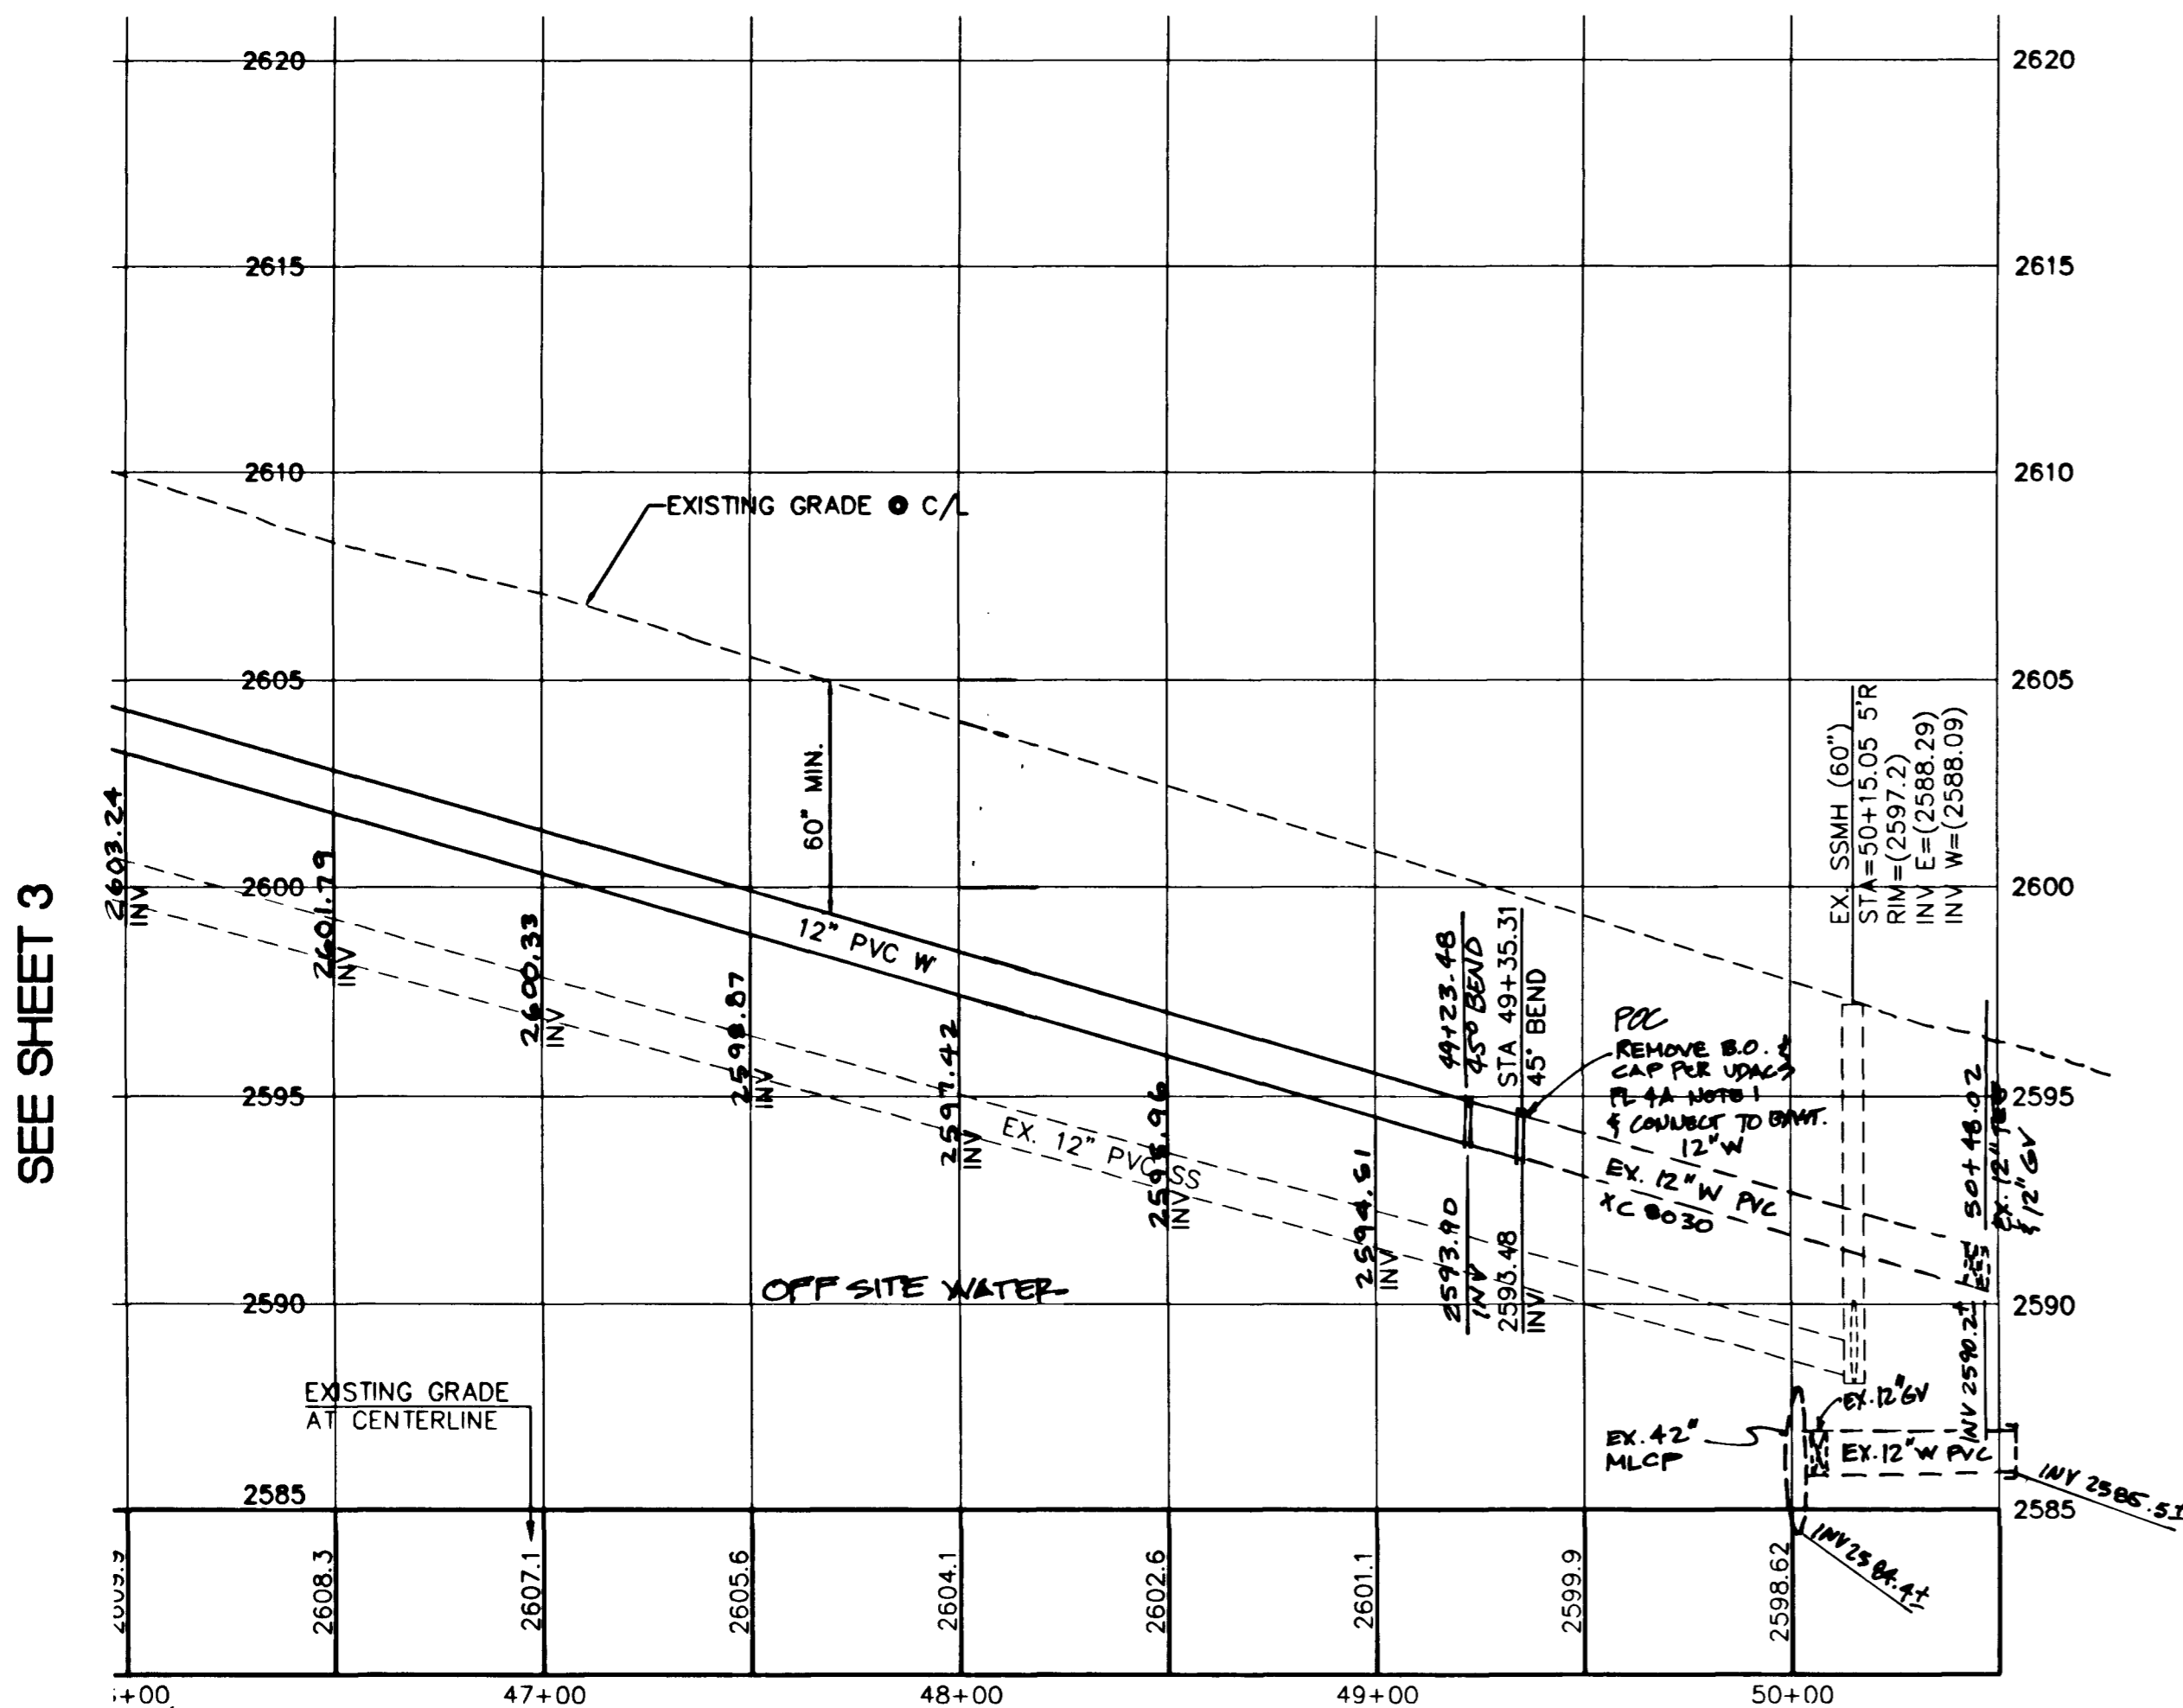 2620
2620
2615
2615
2610
2610
EXISTING GRADE @ C/L
2605
2605
60" MIN.
EX. SSMH (60")
STA=50+15.05 5'R
RIM=(2597.2)
INV E=(2588.29)
INV W=(2588.09)
2600
2600
SEE SHEET 3
2603.24
INV
2601.79
INV
2600.33
INV
2598.87
INV
2597.42
INV
2595.96
INV
2594.51
INV
12" PVC W
EX. 12" PVC SS
49+23.48
45° BEND
2593.90
INV
STA 49+35.31
45° BEND
2593.48
INV
POC
REMOVE B.O. &
CAP PER UDACS
PL 4A NOTE 1
& CONNECT TO EXIST.
12" W
EX. 12" W PVC
2595
2595
50+48.02
EX. 12" TEE
& 12" GV
INV 2590.2±
OFF SITE WATER
2590
2590
EXISTING GRADE
AT CENTERLINE
EX. 12" GV
EX. 42"
MLCP
EX. 12" W PVC
INV 2585.5±
INV 2584.4±
2585
2585
2609.9
2608.3
2607.1
2605.6
2604.1
2602.6
2601.1
2599.9
2598.62
+00
47+00
48+00
49+00
50+00